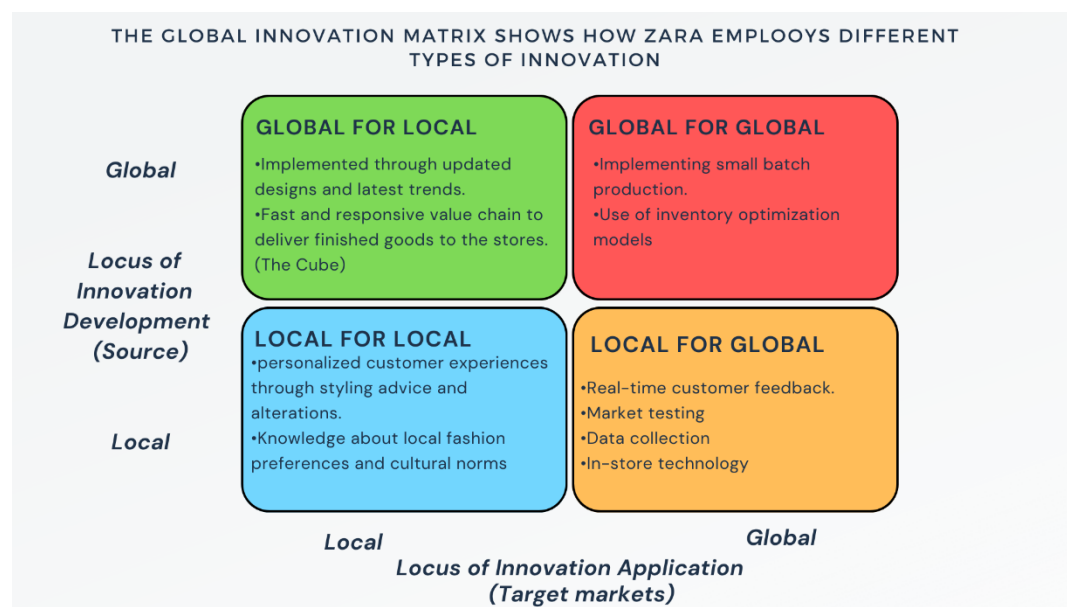 THE GLOBAL INNOVATION MATRIX SHOWS HOW ZARA EMPLOOYS DIFFERENT
TYPES OF INNOVATION
Global
Locus of
Innovation
Development
(Source)
Local
GLOBAL FOR LOCAL
•Implemented through updated
designs and latest trends.
•Fast and responsive value chain to
deliver finished goods to the stores.
(The Cube)
GLOBAL FOR GLOBAL
•Implementing small batch
production.
•Use of inventory optimization
models
LOCAL FOR LOCAL
•personalized customer experiences
through styling advice and
alterations.
•Knowledge about local fashion
preferences and cultural norms
LOCAL FOR GLOBAL
•Real-time customer feedback.
•Market testing
•Data collection
•In-store technology
Local
Global
Locus of Innovation Application
(Target markets)